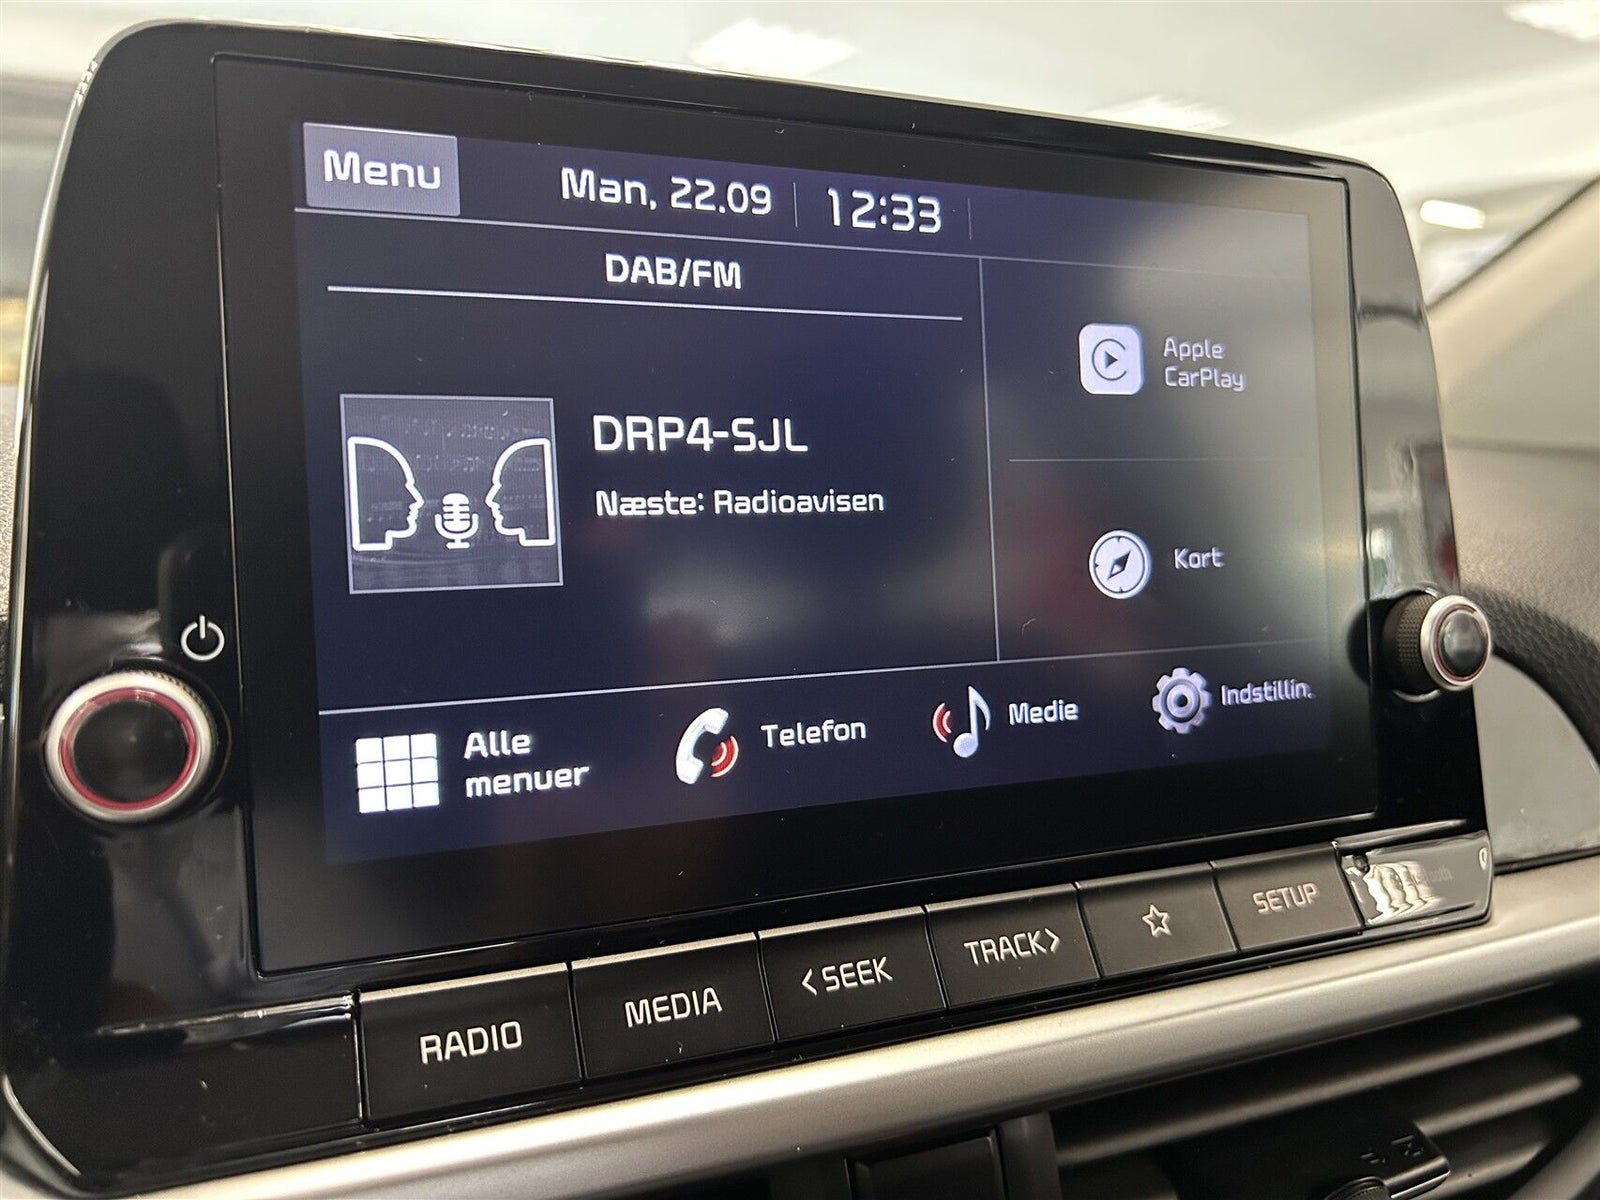 Menu
Man, 22.09
12:33
DAB/FM
DRP4-SJL
Næste: Radioavisen
Apple
CarPlay
Kort
Alle
menuer
Telefon
Medie
Indstillin.
RADIO
MEDIA
<SEEK
TRACK>
SETUP